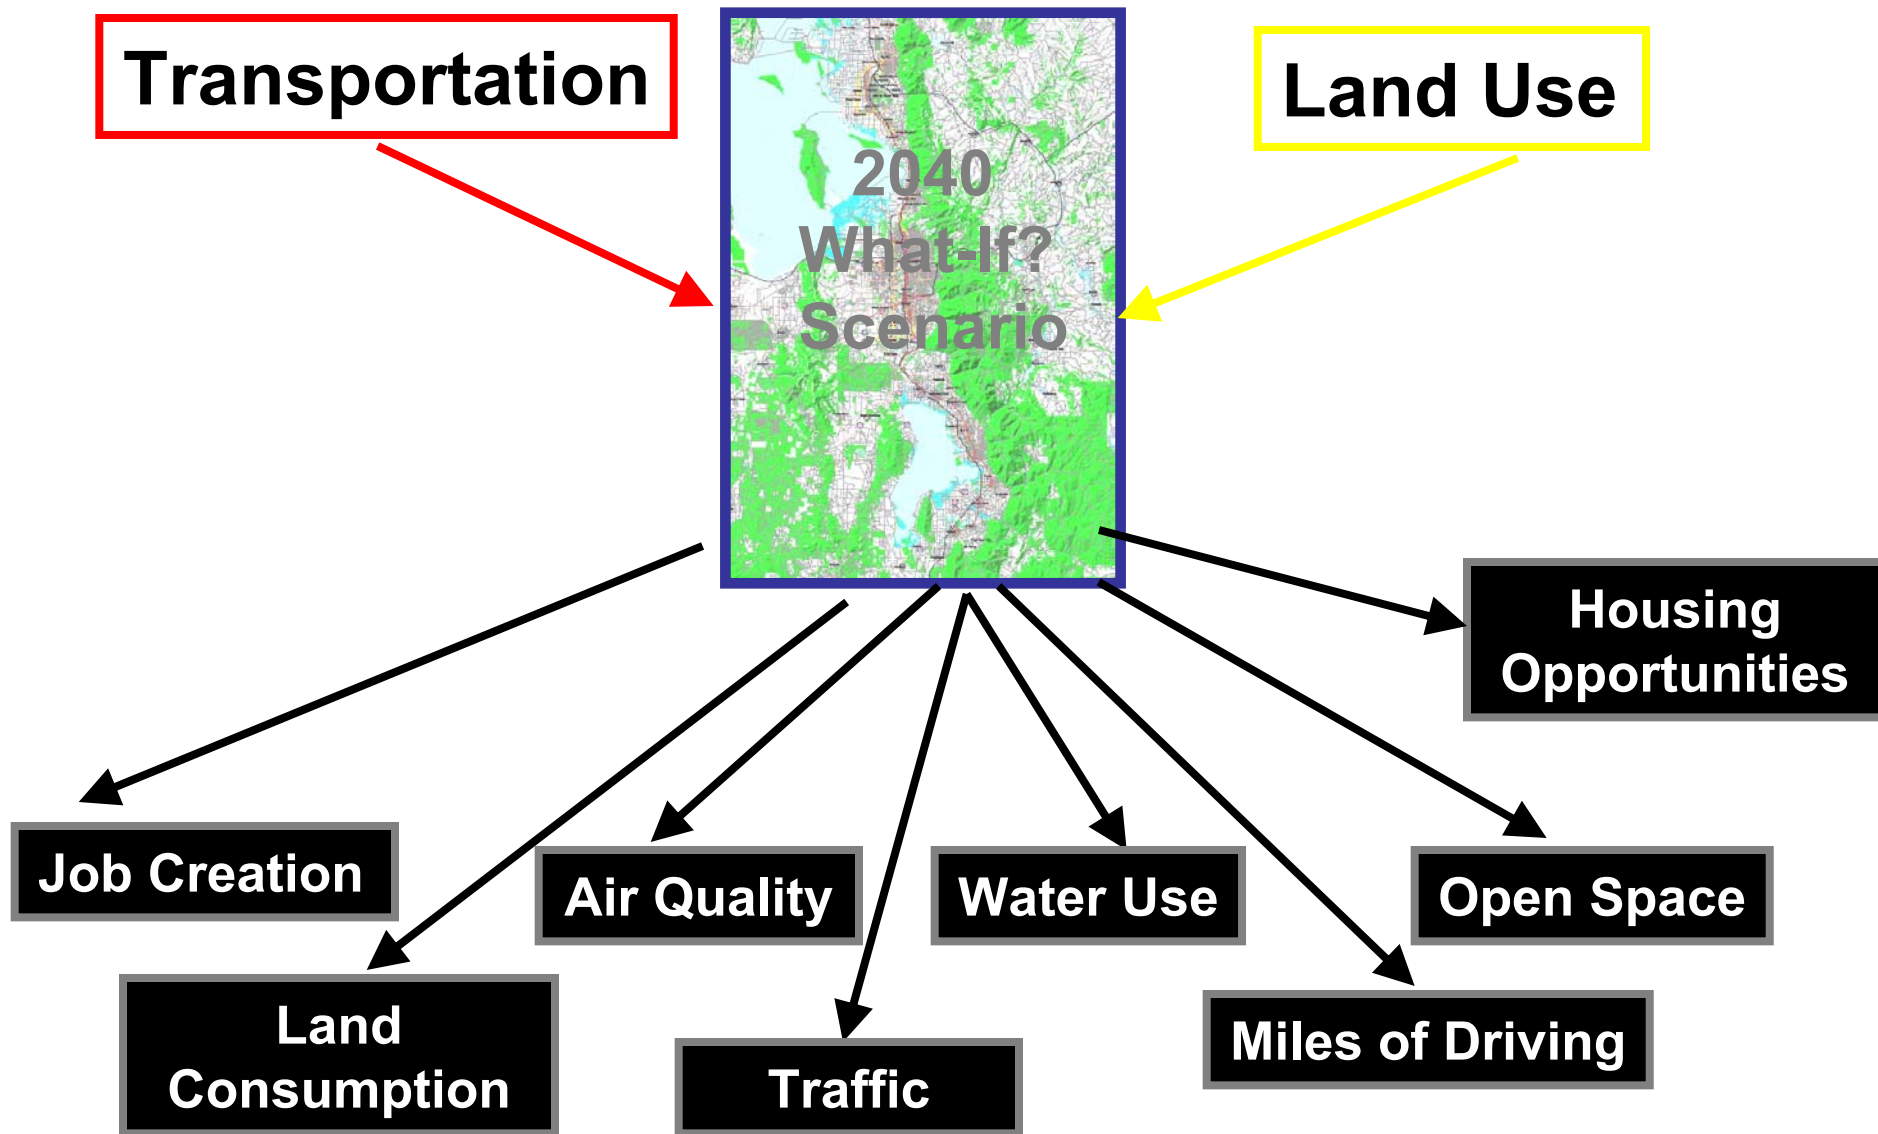 Transportation
Land Use
2040
What-If?
Scenario
Housing
Opportunities
Job Creation
Air Quality
Water Use
Open Space
Land
Consumption
Traffic
Miles of Driving